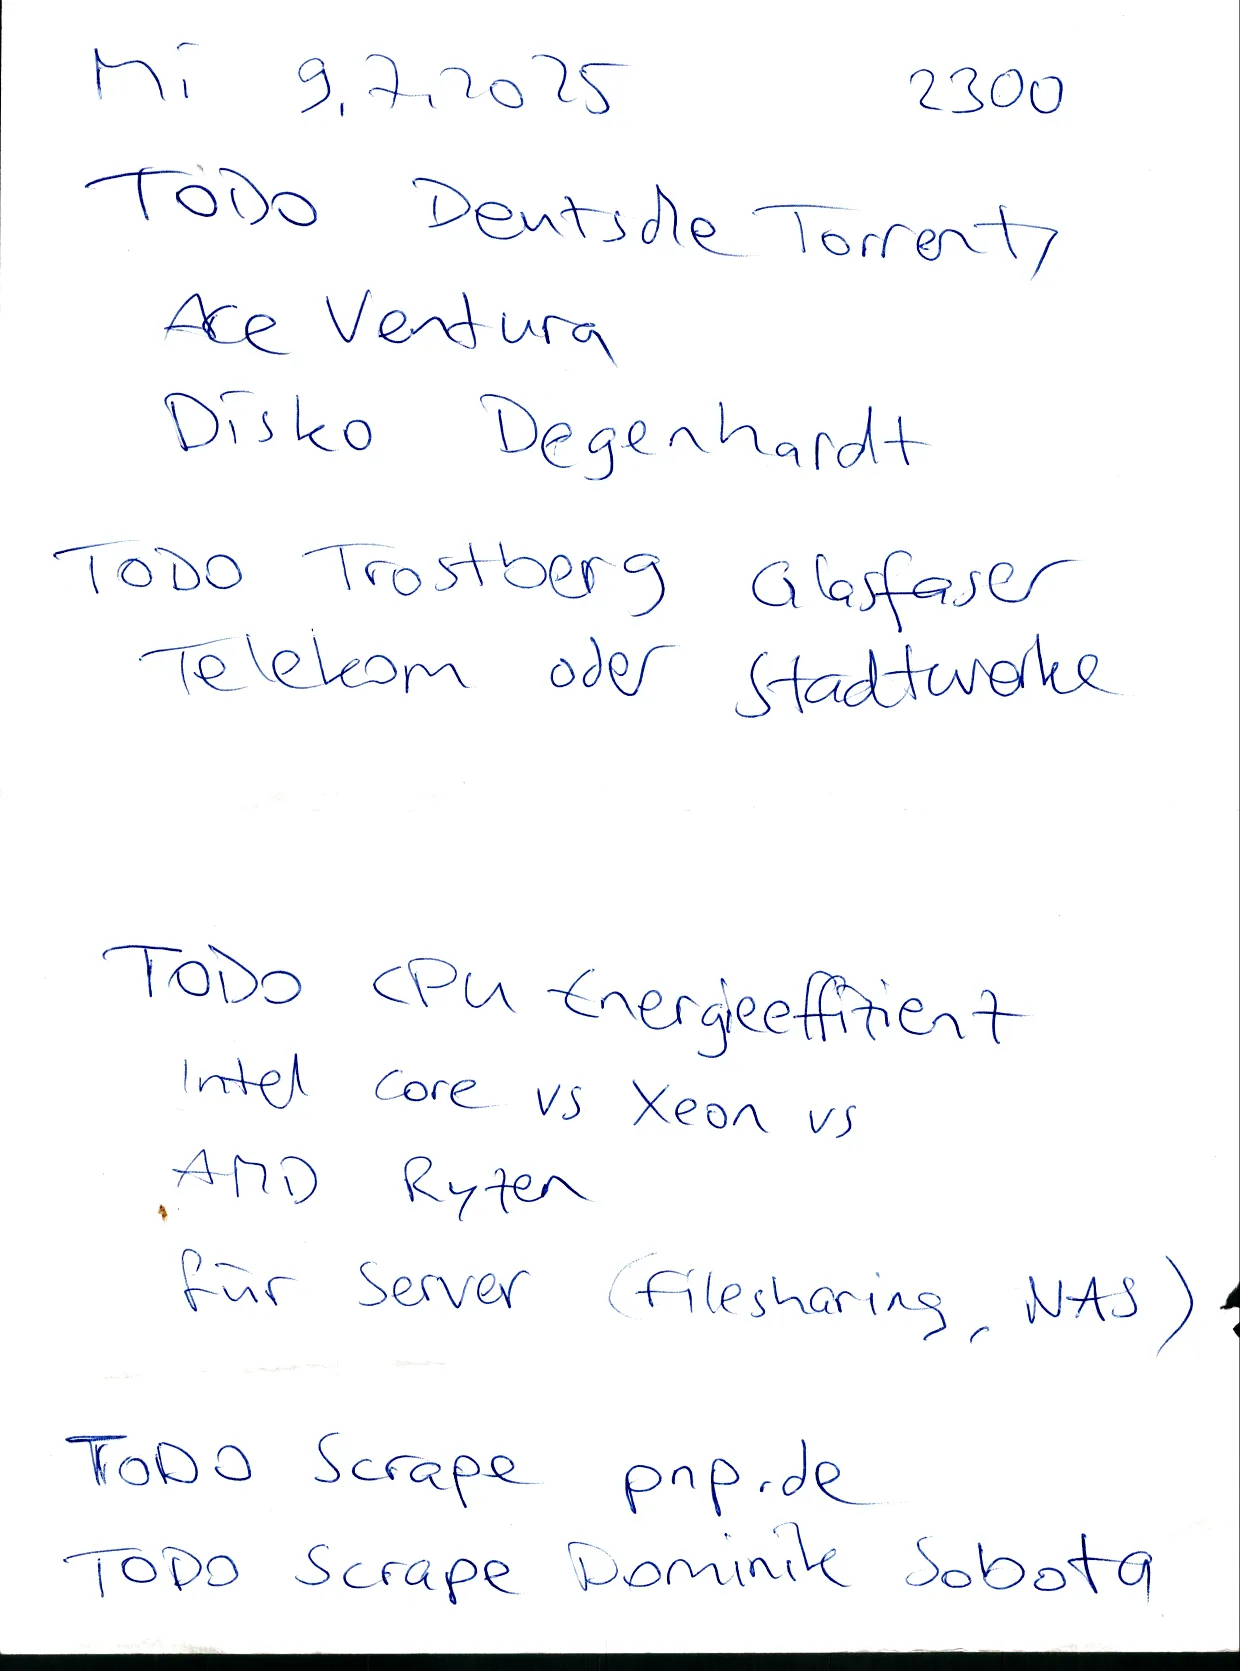 Mi 9.7.2025 2300
TODO Deutsche Torrents
Ace Ventura
Disko Degenhardt
TODO Trostberg Glasfaser
Telekom oder Stadtwerke
TODO CPU Energieeffizient
Intel Core vs Xeon vs
AMD Ryzen
für Server (Filesharing, NAS)
TODO Scrape pnp.de
TODO Scrape Dominik Sobota